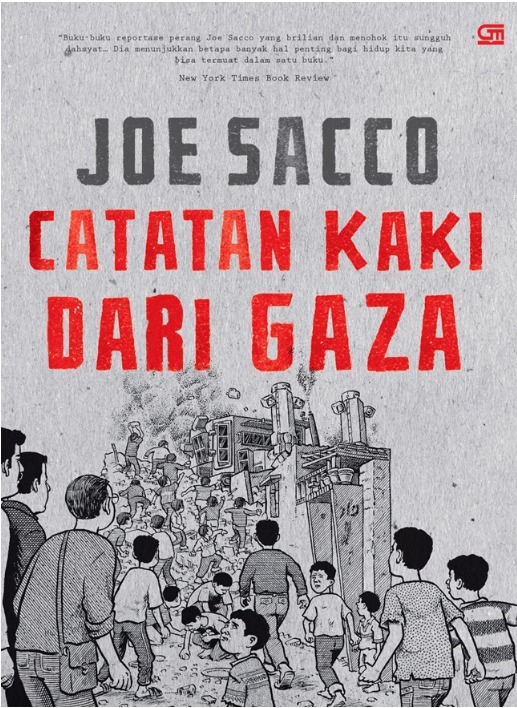 "Buku-buku reportase perang Joe Sacco yang brilian dan menohok itu sungguh
dahsyat… Dia menunjukkan betapa banyak hal penting bagi hidup kita yang
bisa termuat dalam satu buku."
New York Times Book Review
JOE SACCO
CATATAN KAKI
DARI GAZA